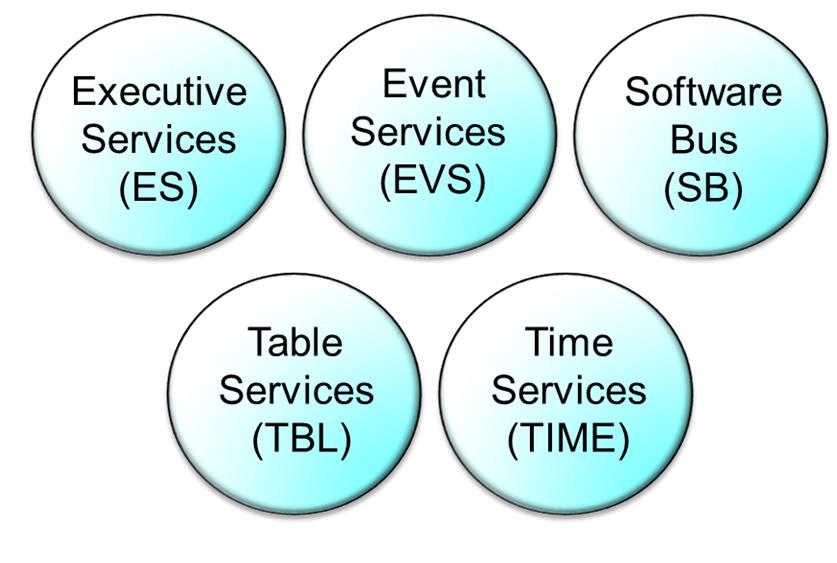 Executive
Services
(ES)
Event
Services
(EVS)
Software
Bus
(SB)
Table
Services
(TBL)
Time
Services
(TIME)